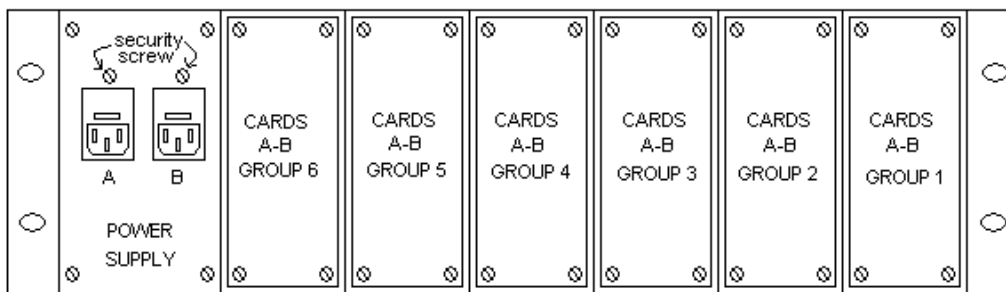 security
screw
A
B
POWER
SUPPLY
CARDS
A-B
GROUP 6
CARDS
A-B
GROUP 5
CARDS
A-B
GROUP 4
CARDS
A-B
GROUP 3
CARDS
A-B
GROUP 2
CARDS
A-B
GROUP 1